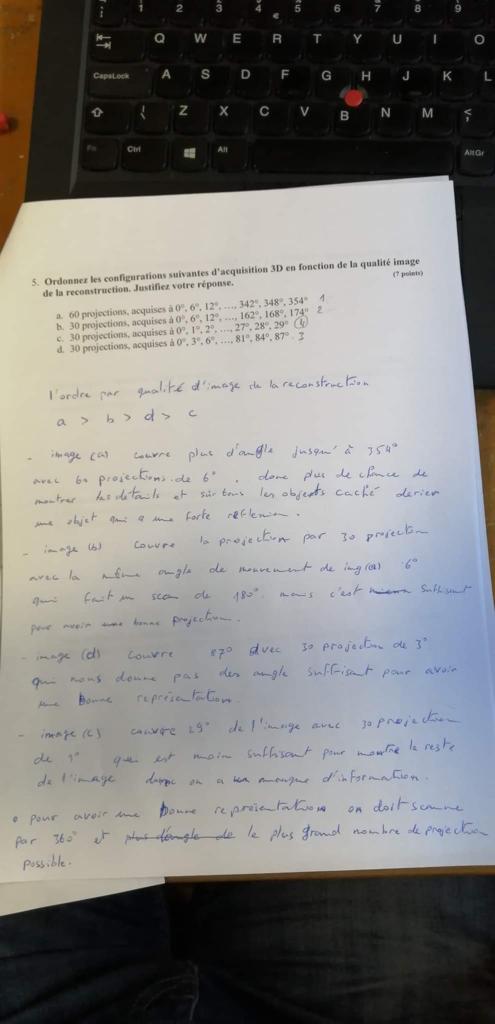 1 2 3 4 5 6 7 8 9
€
Q W E R T Y U I O
CapsLock A S D F G H J K L
Z X C V B N M < ;
Fn Ctrl Alt AltGr
5. Ordonnez les configurations suivantes d'acquisition 3D en fonction de la qualité image
de la reconstruction. Justifiez votre réponse. (7 points)
a. 60 projections, acquises à 0°, 6°, 12°, ..., 342°, 348°, 354° 1
b. 30 projections, acquises à 0°, 6°, 12°, ..., 162°, 168°, 174° 2
c. 30 projections, acquises à 0°, 1°, 2°, ..., 27°, 28°, 29° 4
d. 30 projections, acquises à 0°, 3°, 6°, ..., 81°, 84°, 87° 3
l'ordre par qualité d'image de la reconstruction
a > b > d > c
- image (a) couvre plus d'angle jusqu'à 354°
avec 60 projections de 6°. donc plus de chance de
montrer les détails et surtous les objects caché derier
une objet qui a une forte reflexion.
- image (b) couvre la projection par 30 projection
avec la même angle de mouvement de img(a) 6°
qui fait un scan de 180°. mais c'est suffisant
pour avoir une bonne projection.
- image (d) couvre 87° avec 30 projection de 3°
qui nous donne pas des angle suffisant pour avoir
une bonne représentation.
- image (c) couvre 29° de l'image avec 30 projection
de 1° qui est moin suffisant pour montre le reste
de l'image donc on a manque d'information.
• pour avoir une bonne représentation on doit scanne
par 360° et plus d'angle de le plus grand nombre de projection
possible.